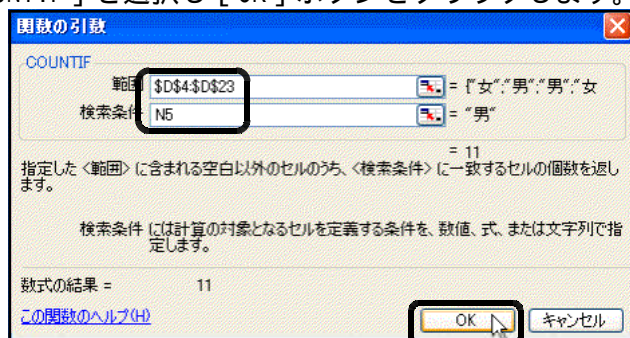 COUNTIF ] を選択し [ OK ] ボタンをクリックします。
関数の引数
COUNTIF
範囲 $D$4:$D$23 = {"女";"男";"男";"女
検索条件 N5 = "男"
= 11
指定した〈範囲〉に含まれる空白以外のセルのうち、〈検索条件〉に一致するセルの個数を返し
ます。
検索条件 には計算の対象となるセルを定義する条件を、数値、式、または文字列で指
定します。
数式の結果 = 11
この関数のヘルプ(H)
OK キャンセル